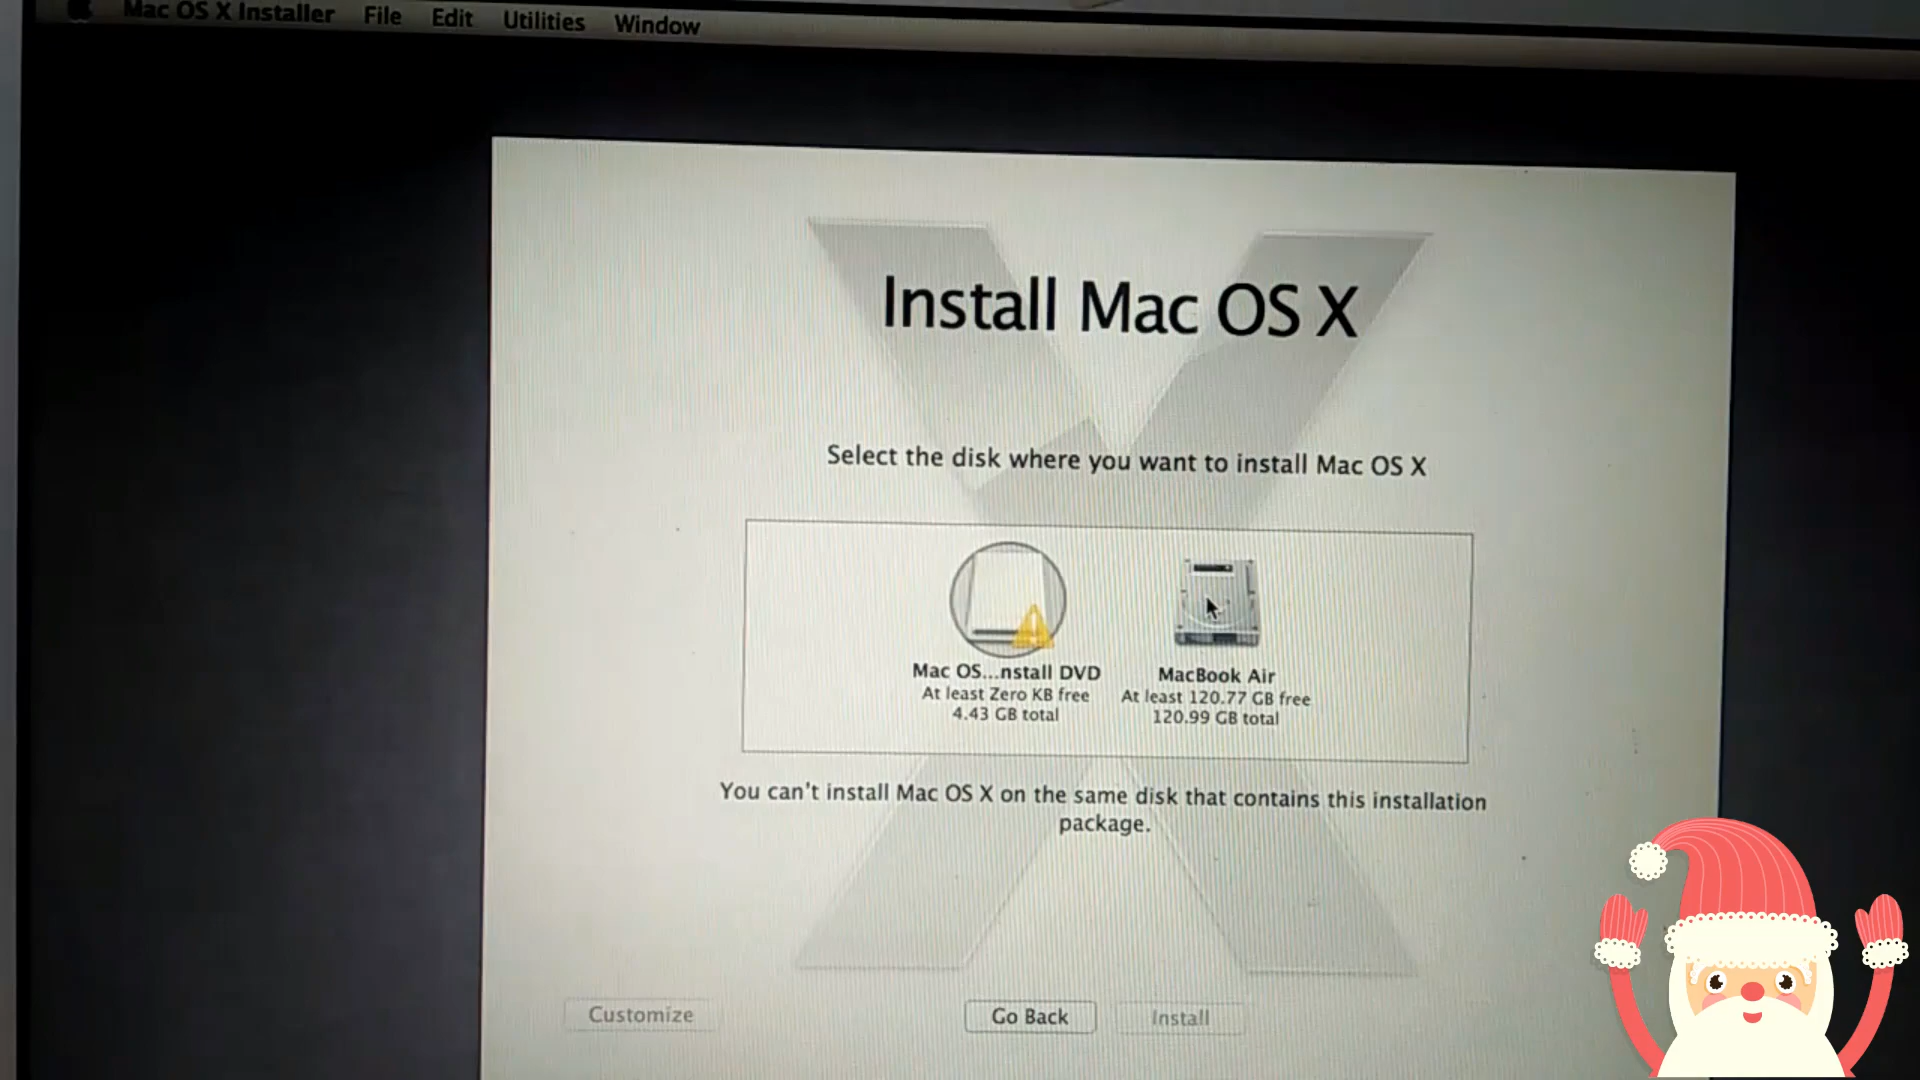 Mac OS X Installer File Edit Utilities Window
Install Mac OS X
Select the disk where you want to install Mac OS X
Mac OS...nstall DVD
At least Zero KB free
4.43 GB total
MacBook Air
At least 120.77 GB free
120.99 GB total
You can't install Mac OS X on the same disk that contains this installation
package.
Customize
Go Back
Install